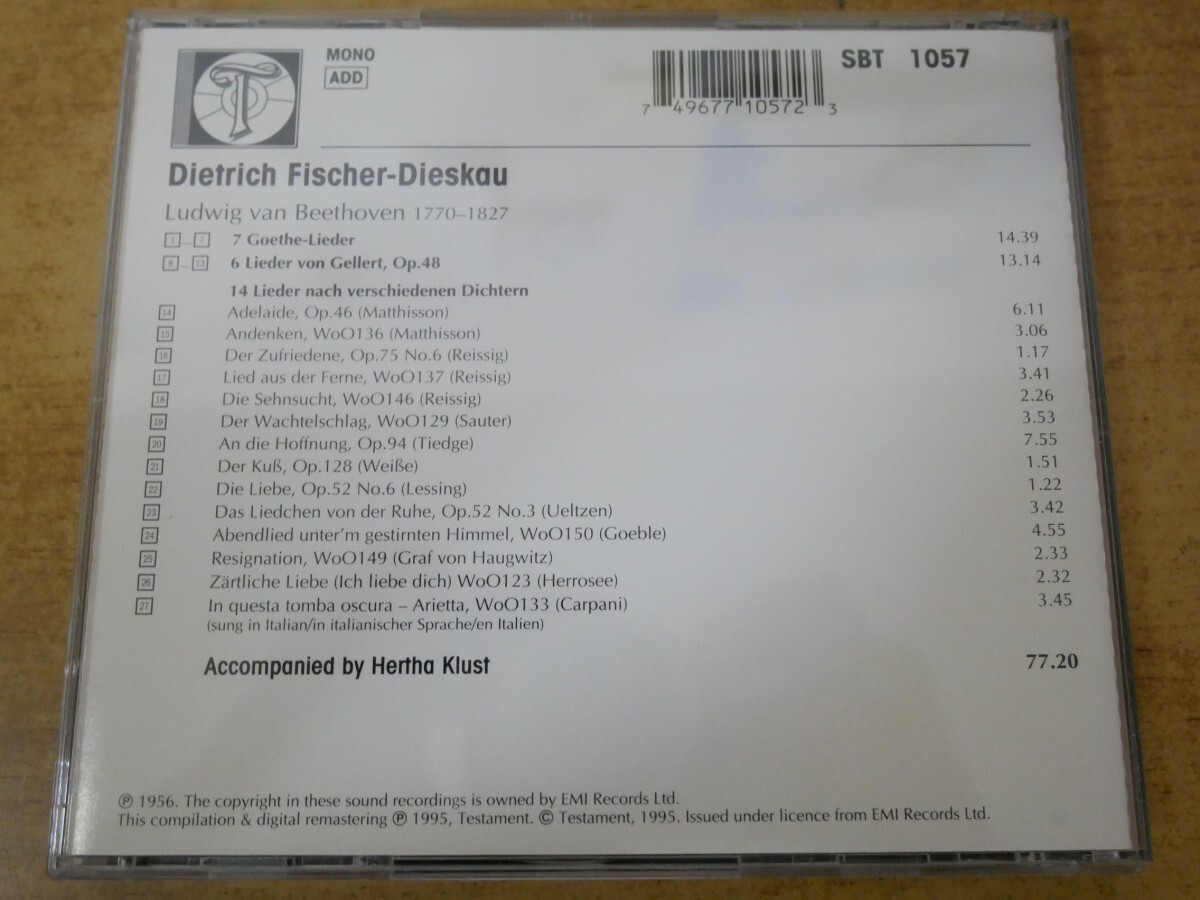 T
MONO
ADD
7 49677 10572 3
SBT 1057
Dietrich Fischer-Dieskau
Ludwig van Beethoven 1770–1827
1 – 7 7 Goethe-Lieder 14.39
8 – 13 6 Lieder von Gellert, Op.48 13.14
14 Lieder nach verschiedenen Dichtern
14 Adelaide, Op.46 (Matthisson) 6.11
15 Andenken, WoO136 (Matthisson) 3.06
16 Der Zufriedene, Op.75 No.6 (Reissig) 1.17
17 Lied aus der Ferne, WoO137 (Reissig) 3.41
18 Die Sehnsucht, WoO146 (Reissig) 2.26
19 Der Wachtelschlag, WoO129 (Sauter) 3.53
20 An die Hoffnung, Op.94 (Tiedge) 7.55
21 Der Kuß, Op.128 (Weiße) 1.51
22 Die Liebe, Op.52 No.6 (Lessing) 1.22
23 Das Liedchen von der Ruhe, Op.52 No.3 (Ueltzen) 3.42
24 Abendlied unter'm gestirnten Himmel, WoO150 (Goeble) 4.55
25 Resignation, WoO149 (Graf von Haugwitz) 2.33
26 Zärtliche Liebe (Ich liebe dich) WoO123 (Herrosee) 2.32
27 In questa tomba oscura – Arietta, WoO133 (Carpani) 3.45
(sung in Italian/in italianischer Sprache/en Italien)
Accompanied by Hertha Klust 77.20
℗ 1956. The copyright in these sound recordings is owned by EMI Records Ltd.
This compilation & digital remastering ℗ 1995, Testament. © Testament, 1995. Issued under licence from EMI Records Ltd.